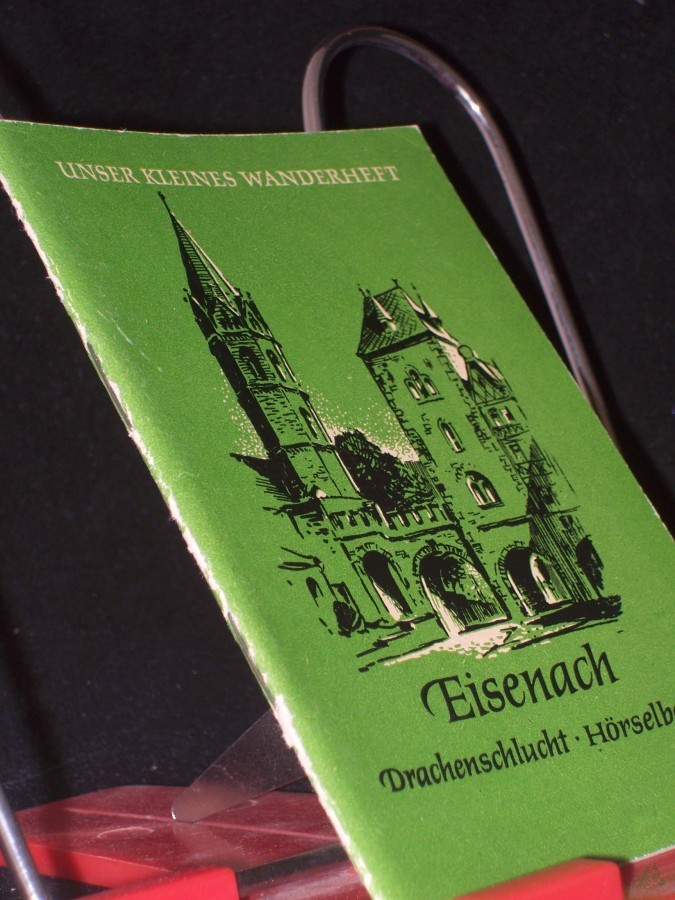 UNSER KLEINES WANDERHEFT
Eisenach
Drachenschlucht · Hörselb